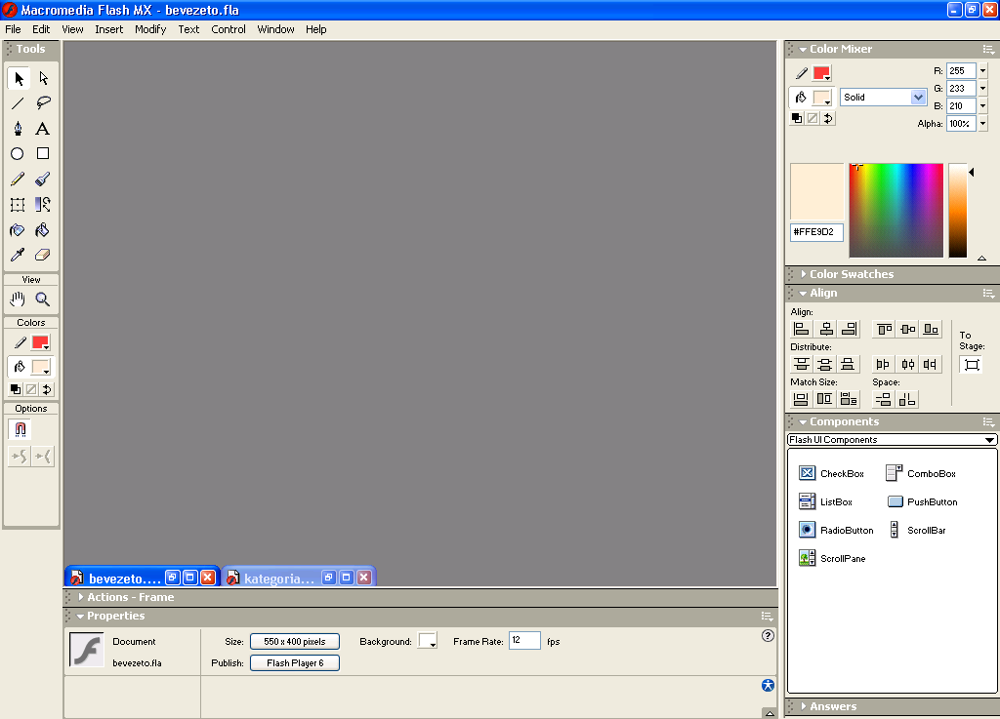 Macromedia Flash MX - bevezeto.fla
File Edit View Insert Modify Text Control Window Help
Tools
View
Colors
Options
bevezeto....
kategoria...
Actions - Frame
Properties
Document
bevezeto.fla
Size: 550 x 400 pixels
Background:
Frame Rate: 12 fps
Publish: Flash Player 6
Color Mixer
R: 255
Solid
G: 233
B: 210
Alpha: 100%
#FFE9D2
Color Swatches
Align
Align:
To
Stage:
Distribute:
Match Size:
Space:
Components
Flash UI Components
CheckBox
ComboBox
ListBox
PushButton
RadioButton
ScrollBar
ScrollPane
Answers